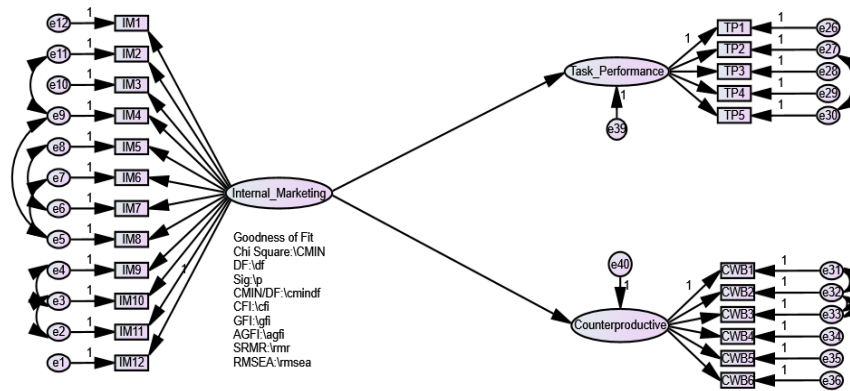 e12 1 IM1
e11 1 IM2
e10 1 IM3
e9 1 IM4
e8 1 IM5
e7 1 IM6
e6 1 IM7
e5 1 IM8
e4 1 IM9
e3 1 IM10
e2 1 IM11
e1 1 IM12
1
Internal_Marketing
Goodness of Fit
Chi Square:\CMIN
DF:\df
Sig:\p
CMIN/DF:\cmindf
CFI:\cfi
GFI:\gfi
AGFI:\agfi
SRMR:\rmr
RMSEA:\rmsea
Task_Performance
1
e39
1
TP1 1 e26
TP2 1 e27
TP3 1 e28
TP4 1 e29
TP5 1 e30
e40
1
Counterproductive
1
CWB1 1 e31
CWB2 1 e32
CWB3 1 e33
CWB4 1 e34
CWB5 1 e35
CWB6 1 e36